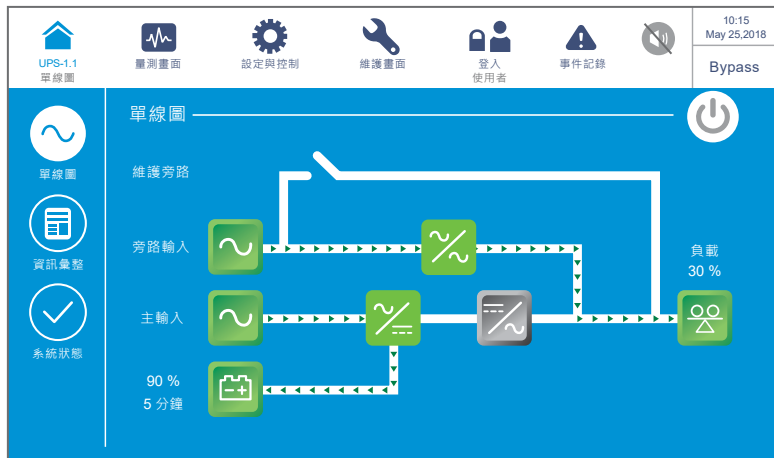 UPS-1.1
單線圖
量測畫面
設定與控制
維護畫面
登入
使用者
事件記錄
10:15
May 25,2018
Bypass
單線圖
資訊彙整
系統狀態
單線圖
維護旁路
旁路輸入
主輸入
90 %
5 分鐘
負載
30 %